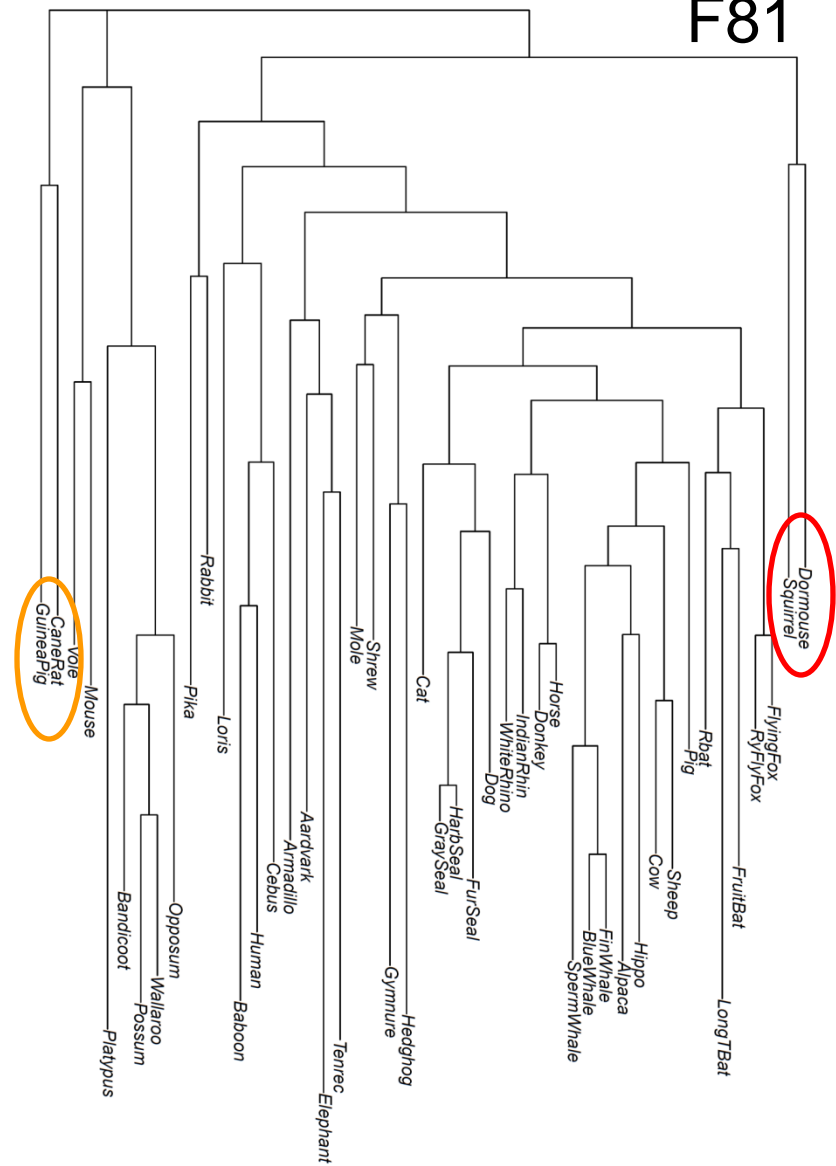 F81
GuineaPig
CaneRat
Vole
Mouse
Platypus
Bandicoot
Possum
Wallaroo
Opposum
Pika
Rabbit
Loris
Baboon
Human
Cebus
Armadillo
Aardvark
Elephant
Tenrec
Mole
Shrew
Gymnure
Hedghog
Cat
GraySeal
HarbSeal
FurSeal
Dog
WhiteRhino
IndianRhin
Donkey
Horse
SpermWhale
BlueWhale
FinWhale
Alpaca
Hippo
Cow
Sheep
Pig
Rbat
LongTBat
FruitBat
RyFlyFox
FlyingFox
Squirrel
Dormouse